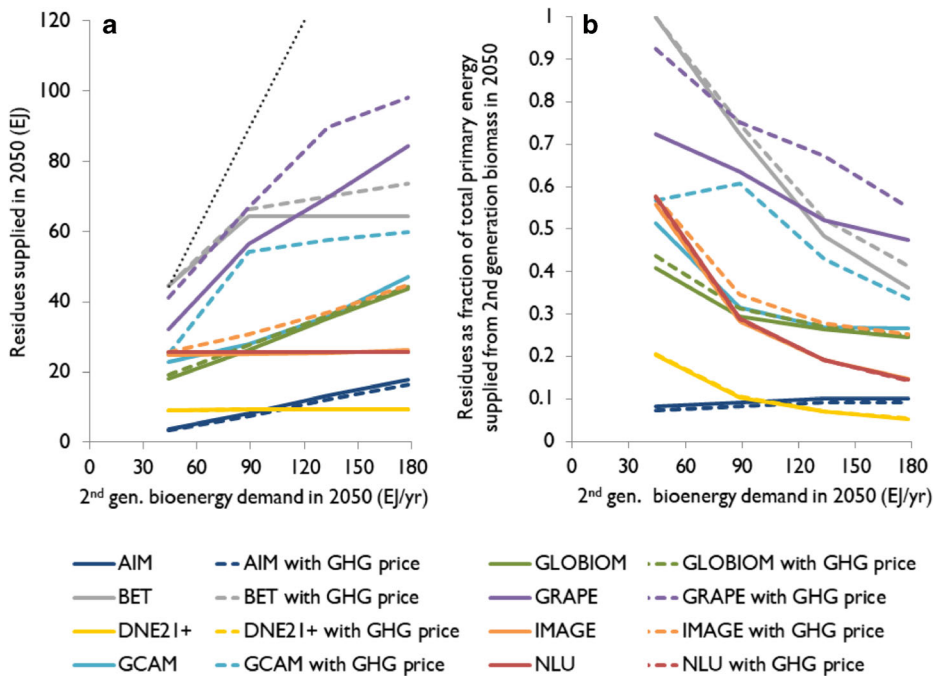 a
Residues supplied in 2050 (EJ)
120
100
80
60
40
20
0
0 30 60 90 120 150 180
2nd gen. bioenergy demand in 2050 (EJ/yr)
b
Residues as fraction of total primary energy
supplied from 2nd generation biomass in 2050
1
0.9
0.8
0.7
0.6
0.5
0.4
0.3
0.2
0.1
0
0 30 60 90 120 150 180
2nd gen. bioenergy demand in 2050 (EJ/yr)
AIM AIM with GHG price GLOBIOM GLOBIOM with GHG price
BET BET with GHG price GRAPE GRAPE with GHG price
DNE21+ DNE21+ with GHG price IMAGE IMAGE with GHG price
GCAM GCAM with GHG price NLU NLU with GHG price